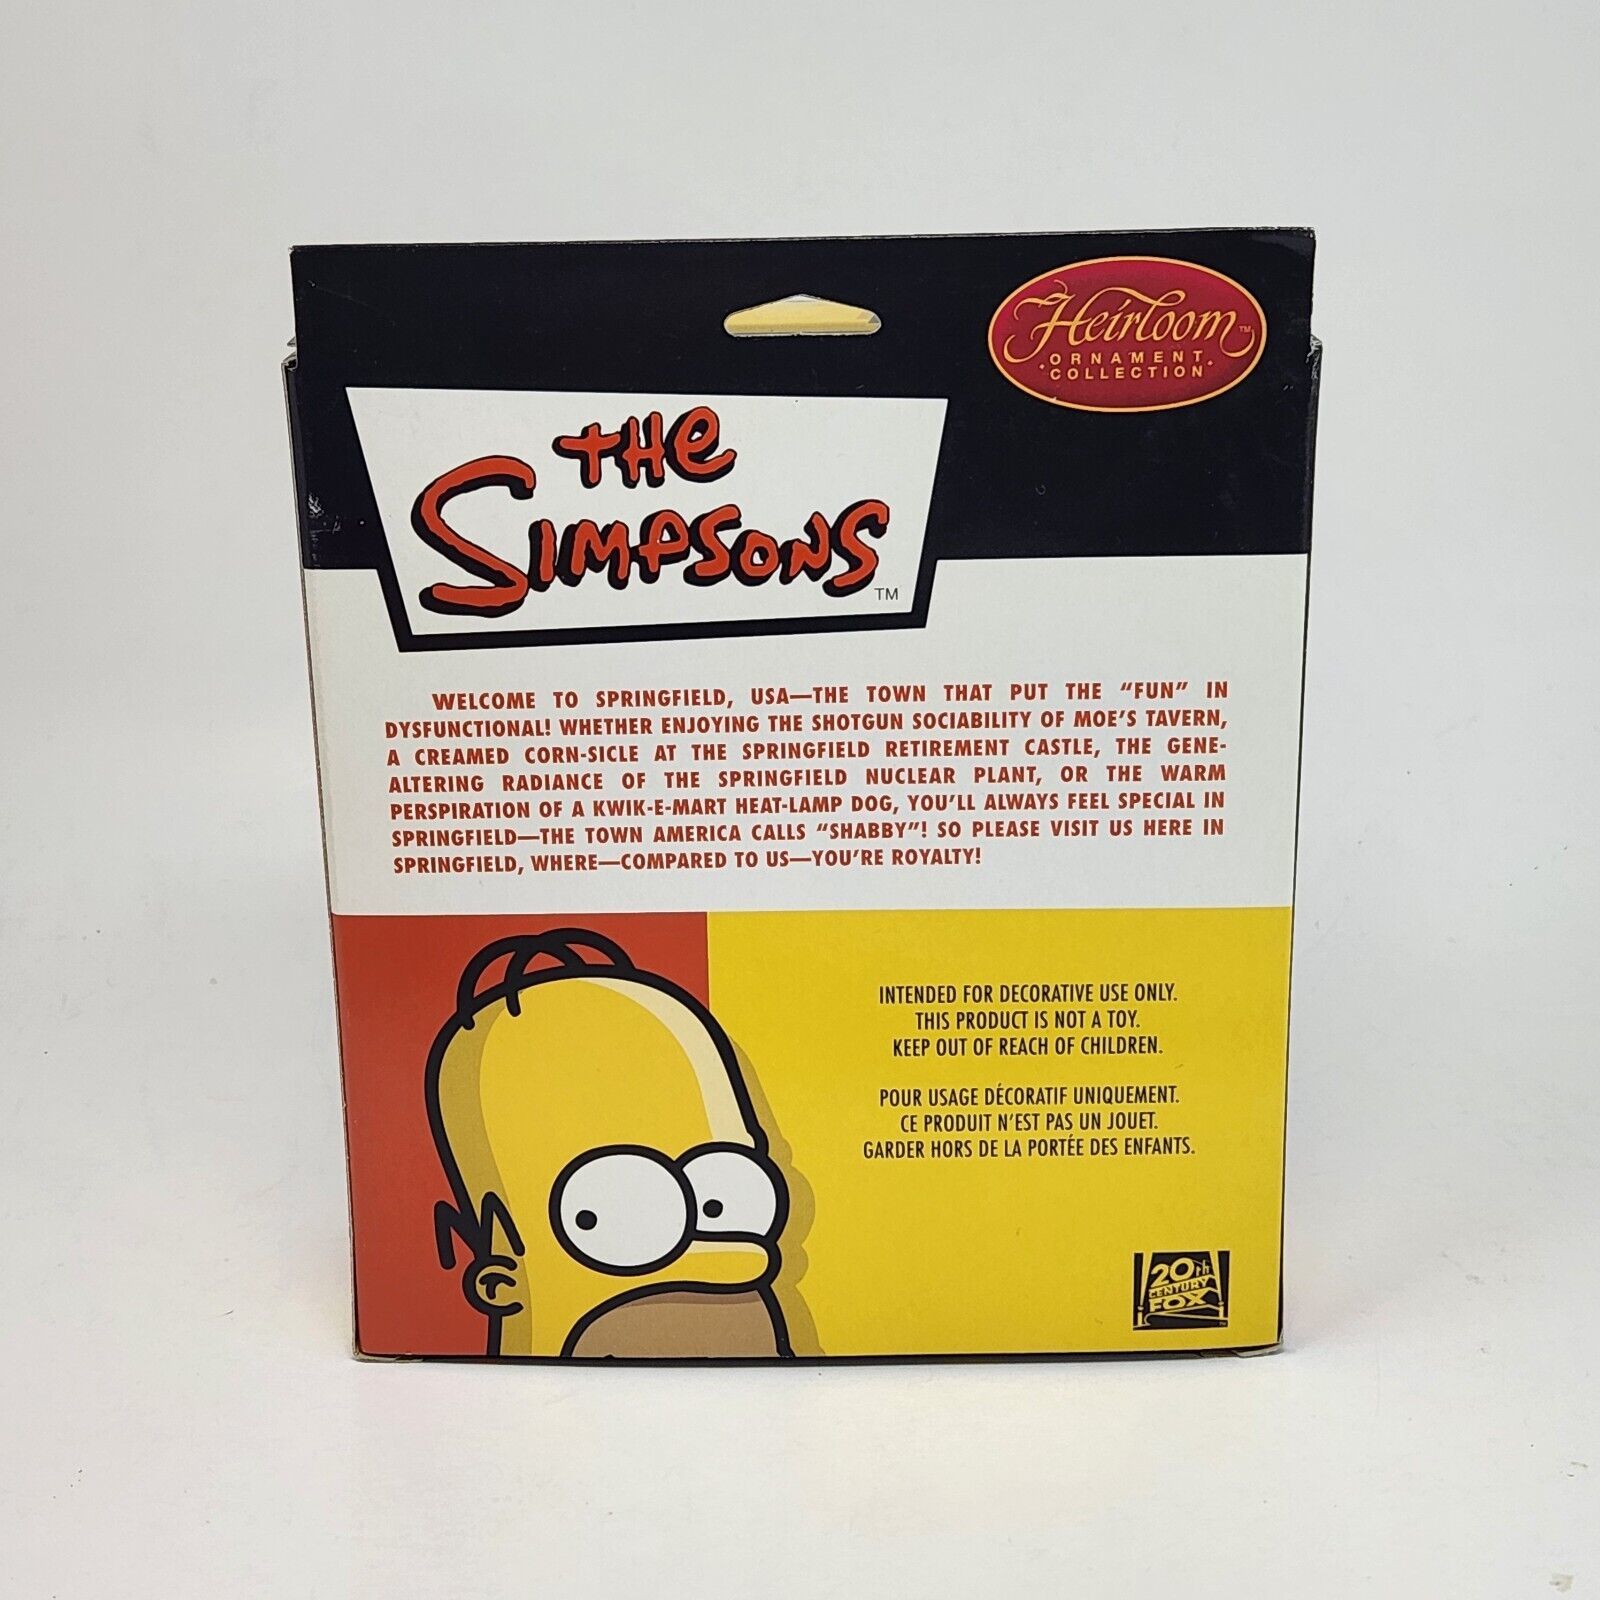 Heirloom™
ORNAMENT
COLLECTION
THE
SIMPSONS
TM
WELCOME TO SPRINGFIELD, USA—THE TOWN THAT PUT THE “FUN” IN
DYSFUNCTIONAL! WHETHER ENJOYING THE SHOTGUN SOCIABILITY OF MOE’S TAVERN,
A CREAMED CORN-SICLE AT THE SPRINGFIELD RETIREMENT CASTLE, THE GENE-
ALTERING RADIANCE OF THE SPRINGFIELD NUCLEAR PLANT, OR THE WARM
PERSPIRATION OF A KWIK-E-MART HEAT-LAMP DOG, YOU’LL ALWAYS FEEL SPECIAL IN
SPRINGFIELD—THE TOWN AMERICA CALLS “SHABBY”! SO PLEASE VISIT US HERE IN
SPRINGFIELD, WHERE—COMPARED TO US—YOU’RE ROYALTY!
INTENDED FOR DECORATIVE USE ONLY.
THIS PRODUCT IS NOT A TOY.
KEEP OUT OF REACH OF CHILDREN.
POUR USAGE DÉCORATIF UNIQUEMENT.
CE PRODUIT N’EST PAS UN JOUET.
GARDER HORS DE LA PORTÉE DES ENFANTS.
20th
CENTURY
FOX